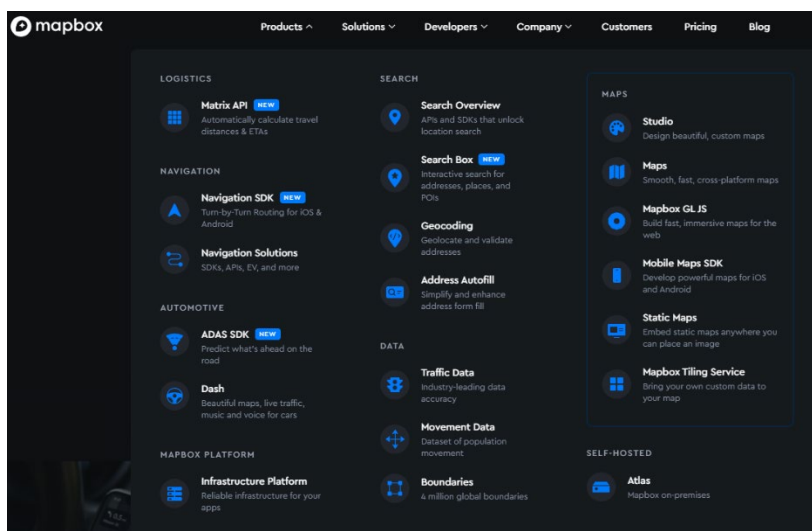 mapbox
Products
Solutions
Developers
Company
Customers
Pricing
Blog
LOGISTICS
Matrix API NEW
Automatically calculate travel
distances & ETAs
NAVIGATION
Navigation SDK NEW
Turn-by-Turn Routing for iOS &
Android
Navigation Solutions
SDKs, APIs, EV, and more
AUTOMOTIVE
ADAS SDK NEW
Predict what's ahead on the
road
Dash
Beautiful maps, live traffic,
music and voice for cars
MAPBOX PLATFORM
Infrastructure Platform
Reliable infrastructure for your
apps
SEARCH
Search Overview
APIs and SDKs that unlock
location search
Search Box NEW
Interactive search for
addresses, places, and
POIs
Geocoding
Geolocate and validate
addresses
Address Autofill
Simplify and enhance
address form fill
DATA
Traffic Data
Industry-leading data
accuracy
Movement Data
Dataset of population
movement
Boundaries
4 million global boundaries
MAPS
Studio
Design beautiful, custom maps
Maps
Smooth, fast, cross-platform maps
Mapbox GL JS
Build fast, immersive maps for the
web
Mobile Maps SDK
Develop powerful maps for iOS
and Android
Static Maps
Embed static maps anywhere you
can place an image
Mapbox Tiling Service
Bring your own custom data to
your map
SELF-HOSTED
Atlas
Mapbox on-premises